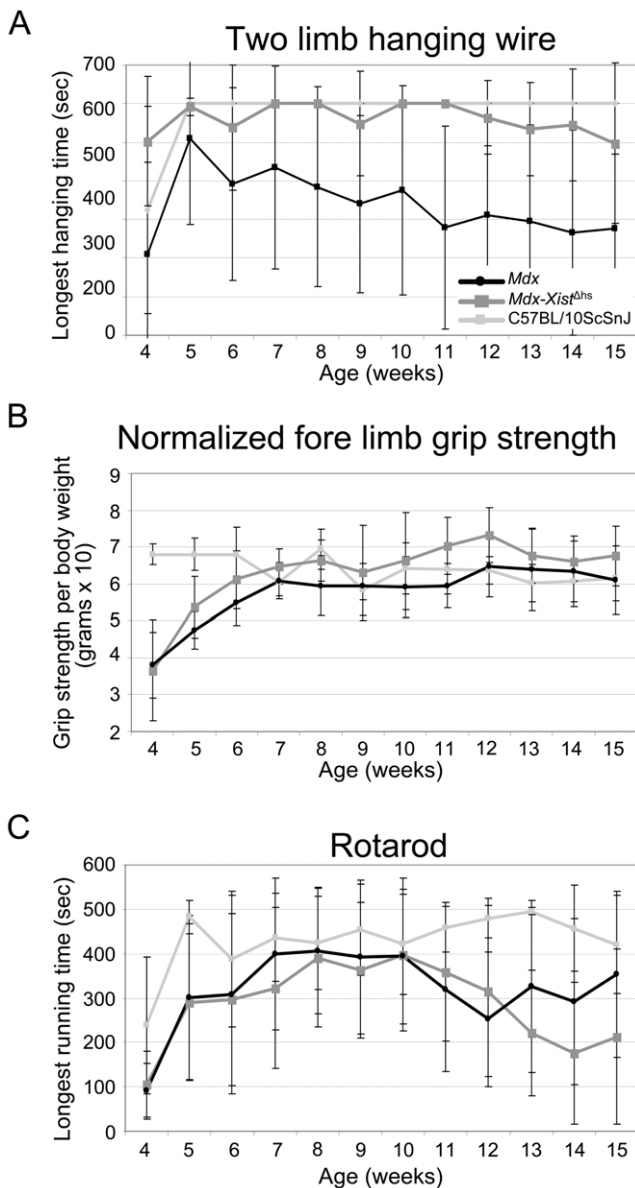 A
Two limb hanging wire
Longest hanging time (sec)
700
600
500
400
300
200
0
Mdx
Mdx-Xist^Δhs
C57BL/10ScSnJ
4 5 6 7 8 9 10 11 12 13 14 15
Age (weeks)
B
Normalized fore limb grip strength
Grip strength per body weight
(grams x 10)
9
8
7
6
5
4
3
2
4 5 6 7 8 9 10 11 12 13 14 15
Age (weeks)
C
Rotarod
Longest running time (sec)
600
500
400
300
200
100
0
4 5 6 7 8 9 10 11 12 13 14 15
Age (weeks)